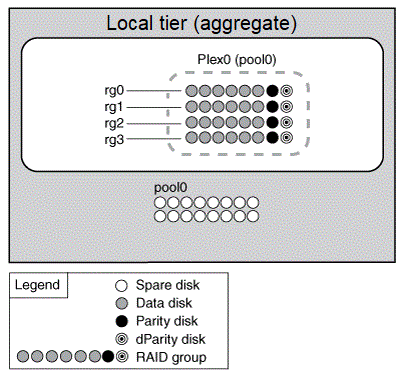 Local tier (aggregate)
Plex0 (pool0)
rg0
rg1
rg2
rg3
pool0
Legend
Spare disk
Data disk
Parity disk
dParity disk
RAID group